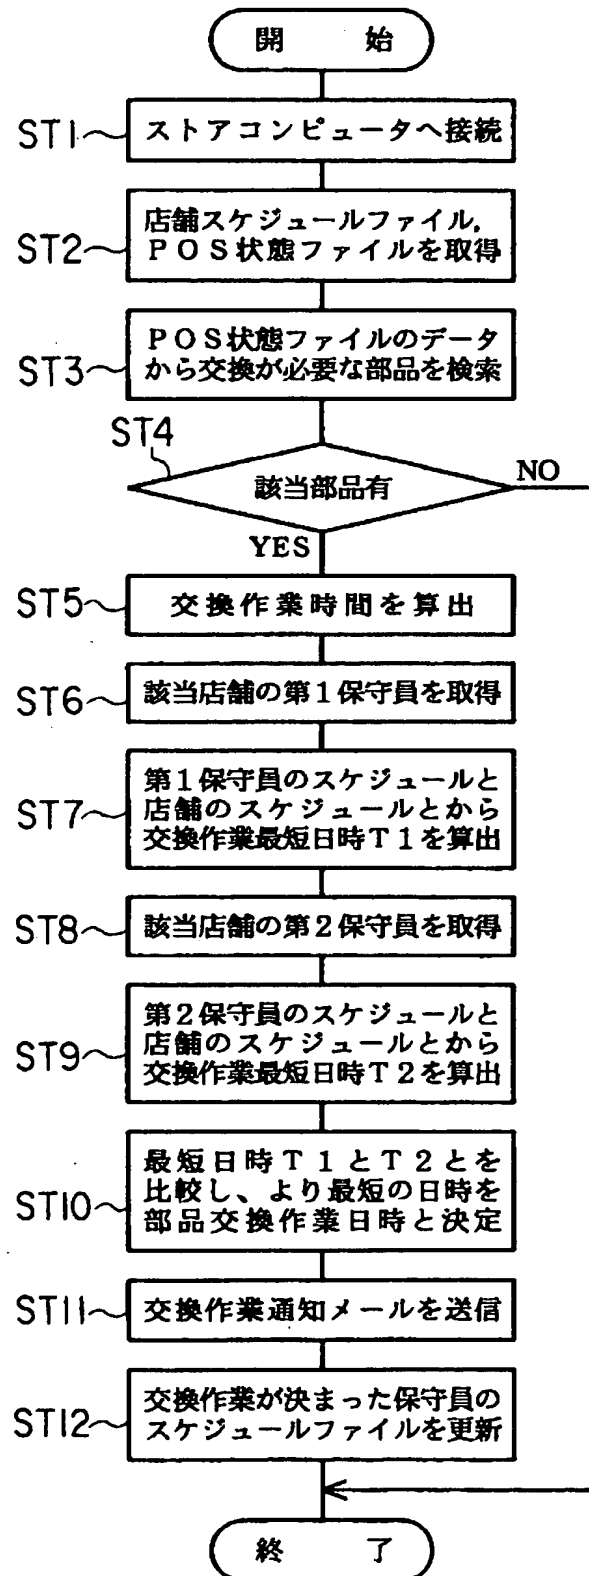 開 始
ST1 ストアコンピュータへ接続
店舗スケジュールファイル,
ST2 POS状態ファイルを取得
POS状態ファイルのデータ
ST3 から交換が必要な部品を検索
ST4
該当部品有 NO
YES
ST5 交換作業時間を算出
ST6 該当店舗の第1保守員を取得
第1保守員のスケジュールと
ST7 店舗のスケジュールとから
交換作業最短日時T1を算出
ST8 該当店舗の第2保守員を取得
第2保守員のスケジュールと
ST9 店舗のスケジュールとから
交換作業最短日時T2を算出
最短日時T1とT2とを
ST10 比較し、より最短の日時を
部品交換作業日時と決定
ST11 交換作業通知メールを送信
交換作業が決まった保守員の
ST12 スケジュールファイルを更新
終 了